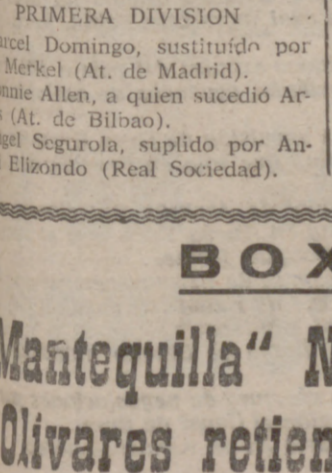 PRIMERA DIVISION
rcel Domingo, sustituído por
Merkel (At. de Madrid).
nnie Allen, a quien sucedió Ar-
(At. de Bilbao).
gel Segurola, suplido por An-
Elizondo (Real Sociedad).
BOX
Mantequilla" N
Olivares retien